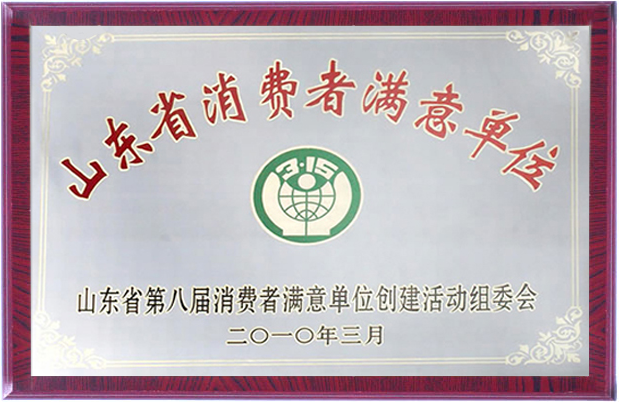 山东省消费者满意单位
3·15
山东省第八届消费者满意单位创建活动组委会
二〇一〇年三月